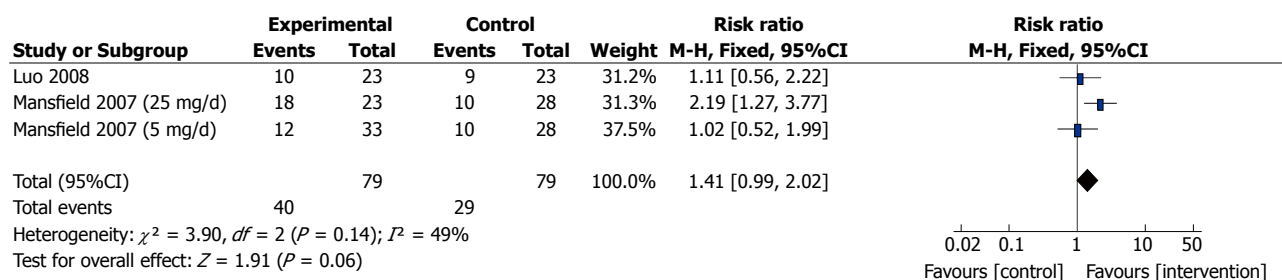 Experimental Control Risk ratio Risk ratio
Study or Subgroup Events Total Events Total Weight M-H, Fixed, 95%CI M-H, Fixed, 95%CI
Luo 2008 10 23 9 23 31.2% 1.11 [0.56, 2.22]
Mansfield 2007 (25 mg/d) 18 23 10 28 31.3% 2.19 [1.27, 3.77]
Mansfield 2007 (5 mg/d) 12 33 10 28 37.5% 1.02 [0.52, 1.99]
Total (95%CI) 79 79 100.0% 1.41 [0.99, 2.02]
Total events 40 29
Heterogeneity: χ² = 3.90, df = 2 (P = 0.14); I² = 49%
Test for overall effect: Z = 1.91 (P = 0.06)
0.02 0.1 1 10 50
Favours [control] Favours [intervention]